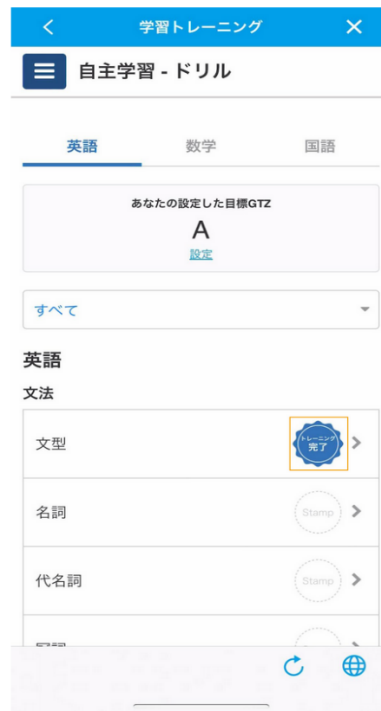 学習トレーニング
自主学習 - ドリル
英語 数学 国語
あなたの設定した目標GTZ
A
設定
すべて
英語
文法
文型
トレーニング
完了
名詞
Stamp
代名詞
Stamp